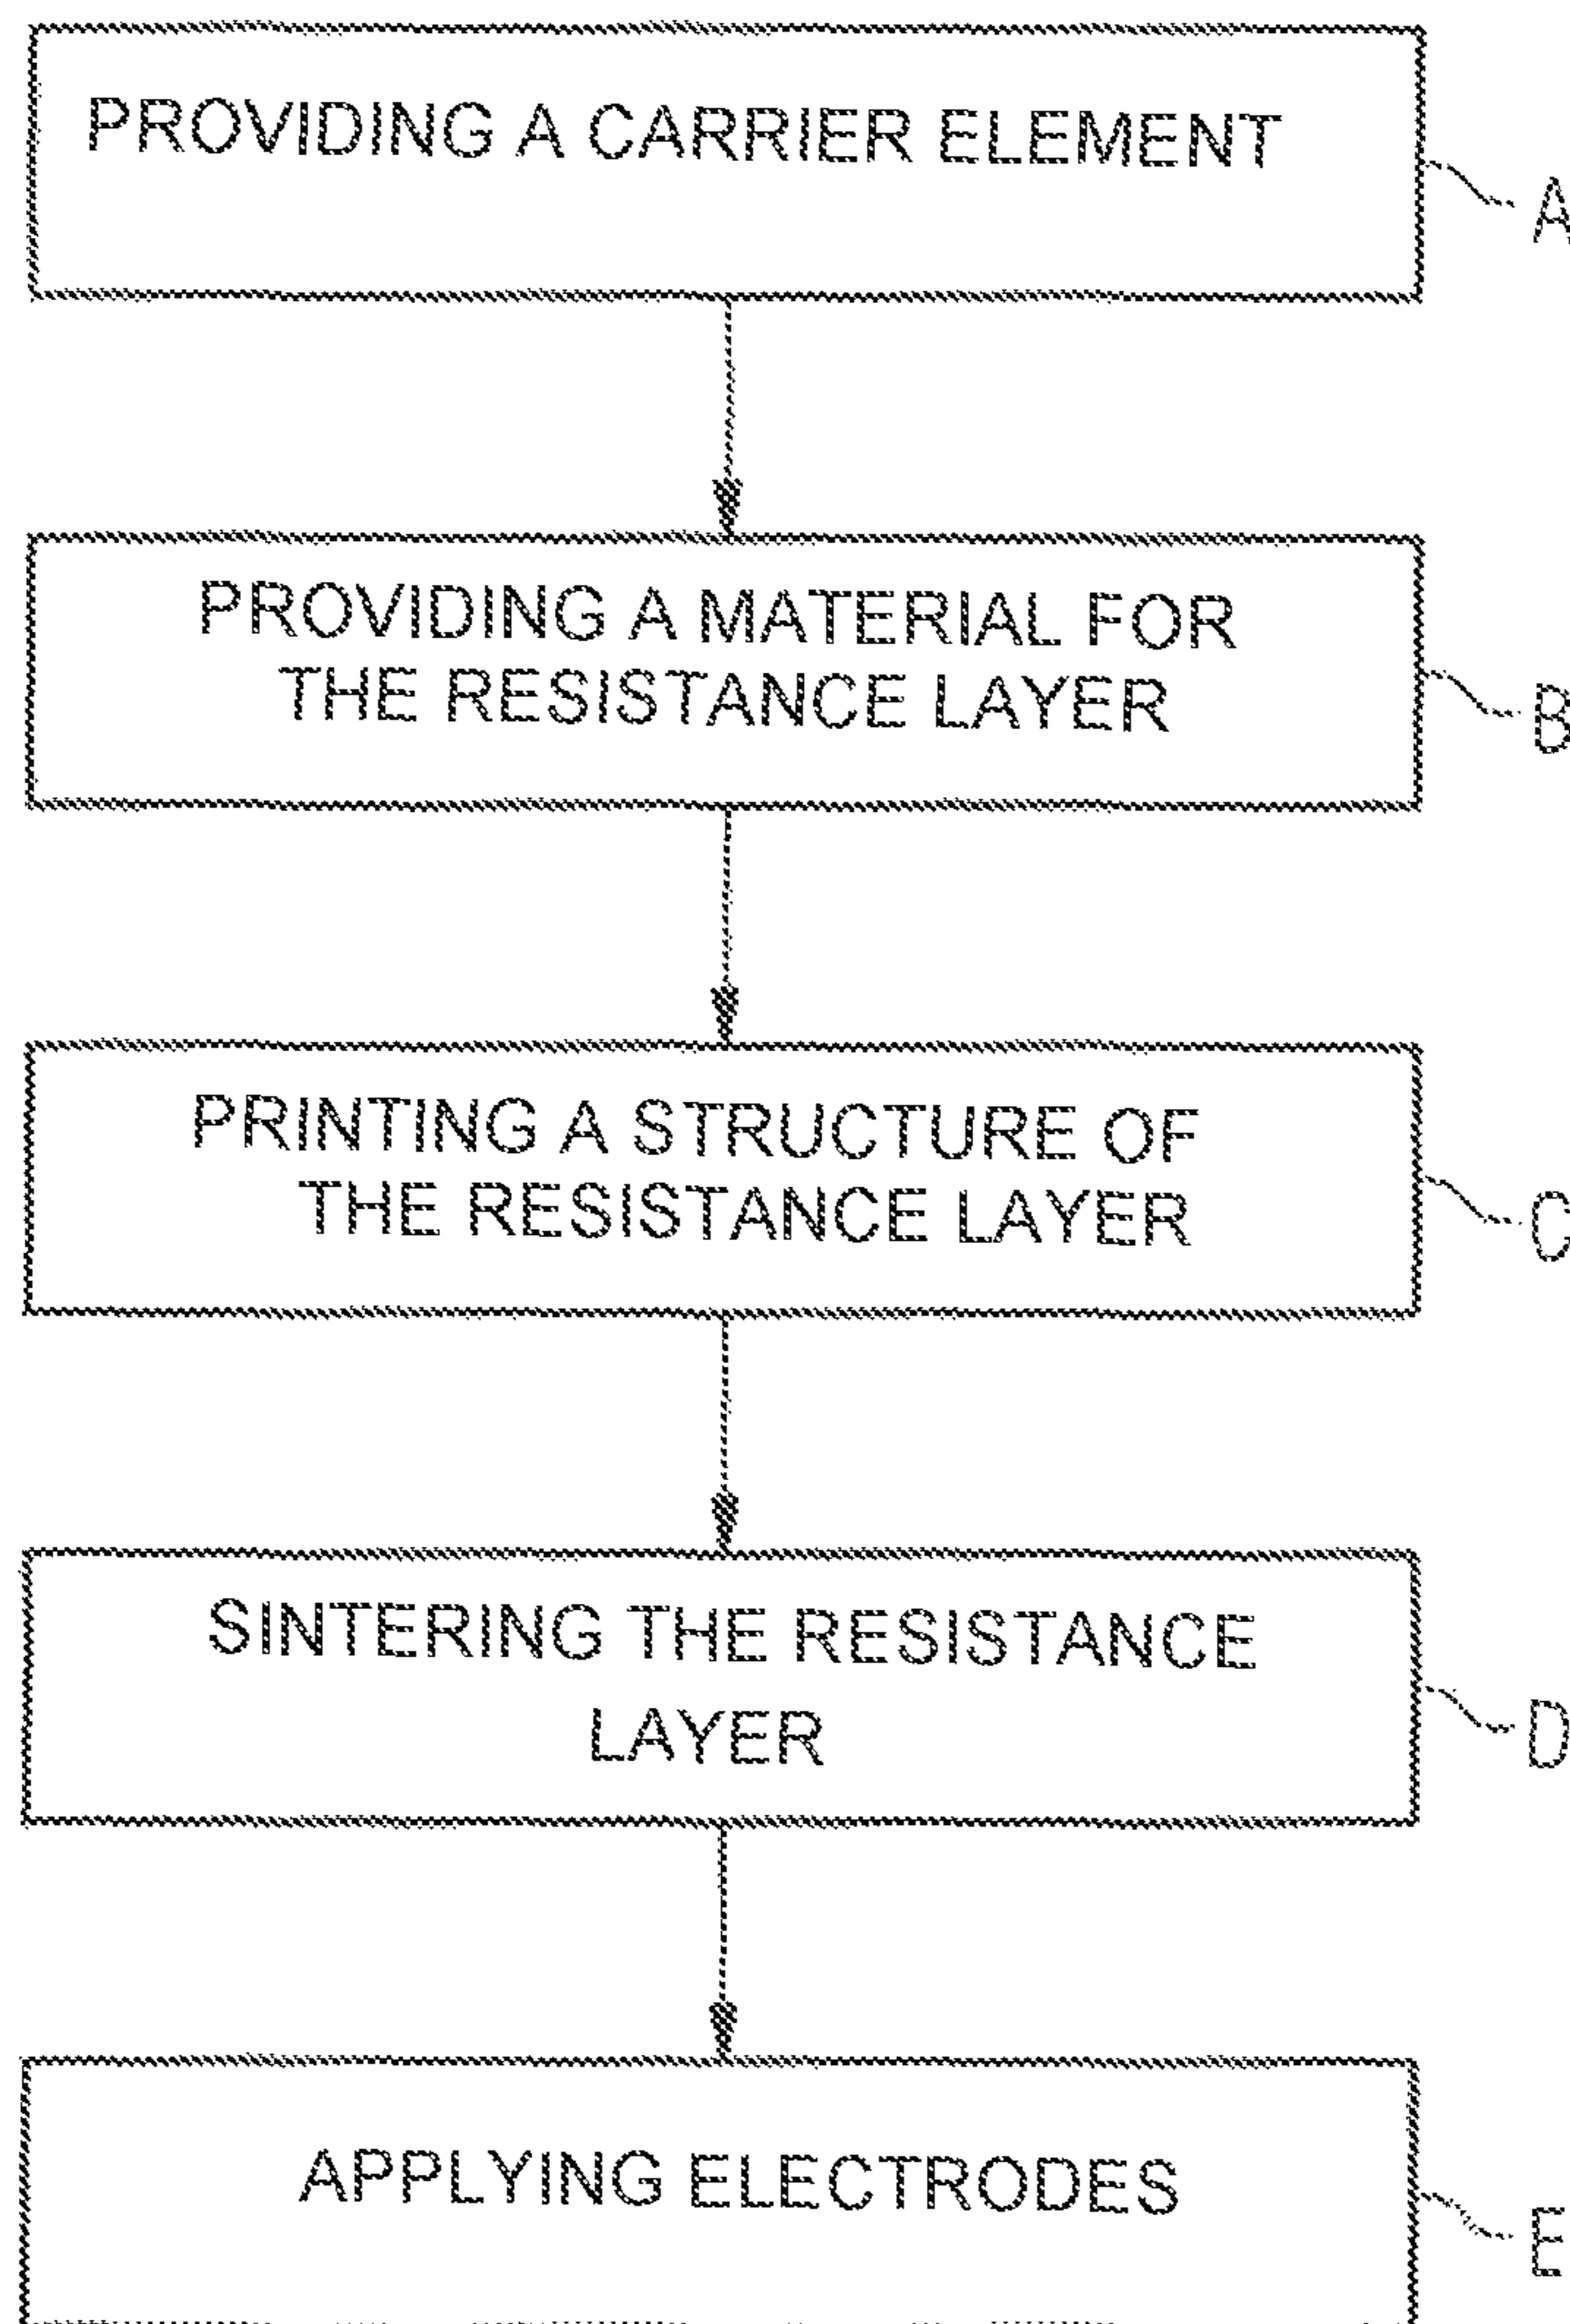 PROVIDING A CARRIER ELEMENT
A
PROVIDING A MATERIAL FOR
THE RESISTANCE LAYER
B
PRINTING A STRUCTURE OF
THE RESISTANCE LAYER
C
SINTERING THE RESISTANCE
LAYER
D
APPLYING ELECTRODES
E